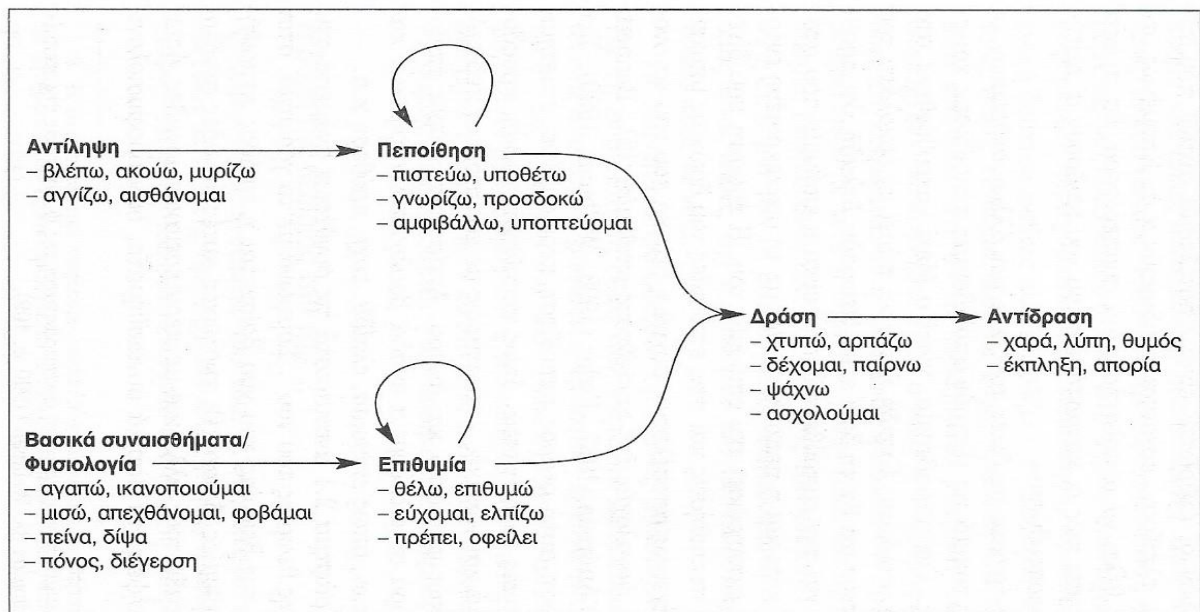 Αντίληψη
– βλέπω, ακούω, μυρίζω
– αγγίζω, αισθάνομαι
Πεποίθηση
– πιστεύω, υποθέτω
– γνωρίζω, προσδοκώ
– αμφιβάλλω, υποπτεύομαι
Βασικά συναισθήματα/
Φυσιολογία
– αγαπώ, ικανοποιούμαι
– μισώ, απεχθάνομαι, φοβάμαι
– πείνα, δίψα
– πόνος, διέγερση
Επιθυμία
– θέλω, επιθυμώ
– εύχομαι, ελπίζω
– πρέπει, οφείλει
Δράση
– χτυπώ, αρπάζω
– δέχομαι, παίρνω
– ψάχνω
– ασχολούμαι
Αντίδραση
– χαρά, λύπη, θυμός
– έκπληξη, απορία